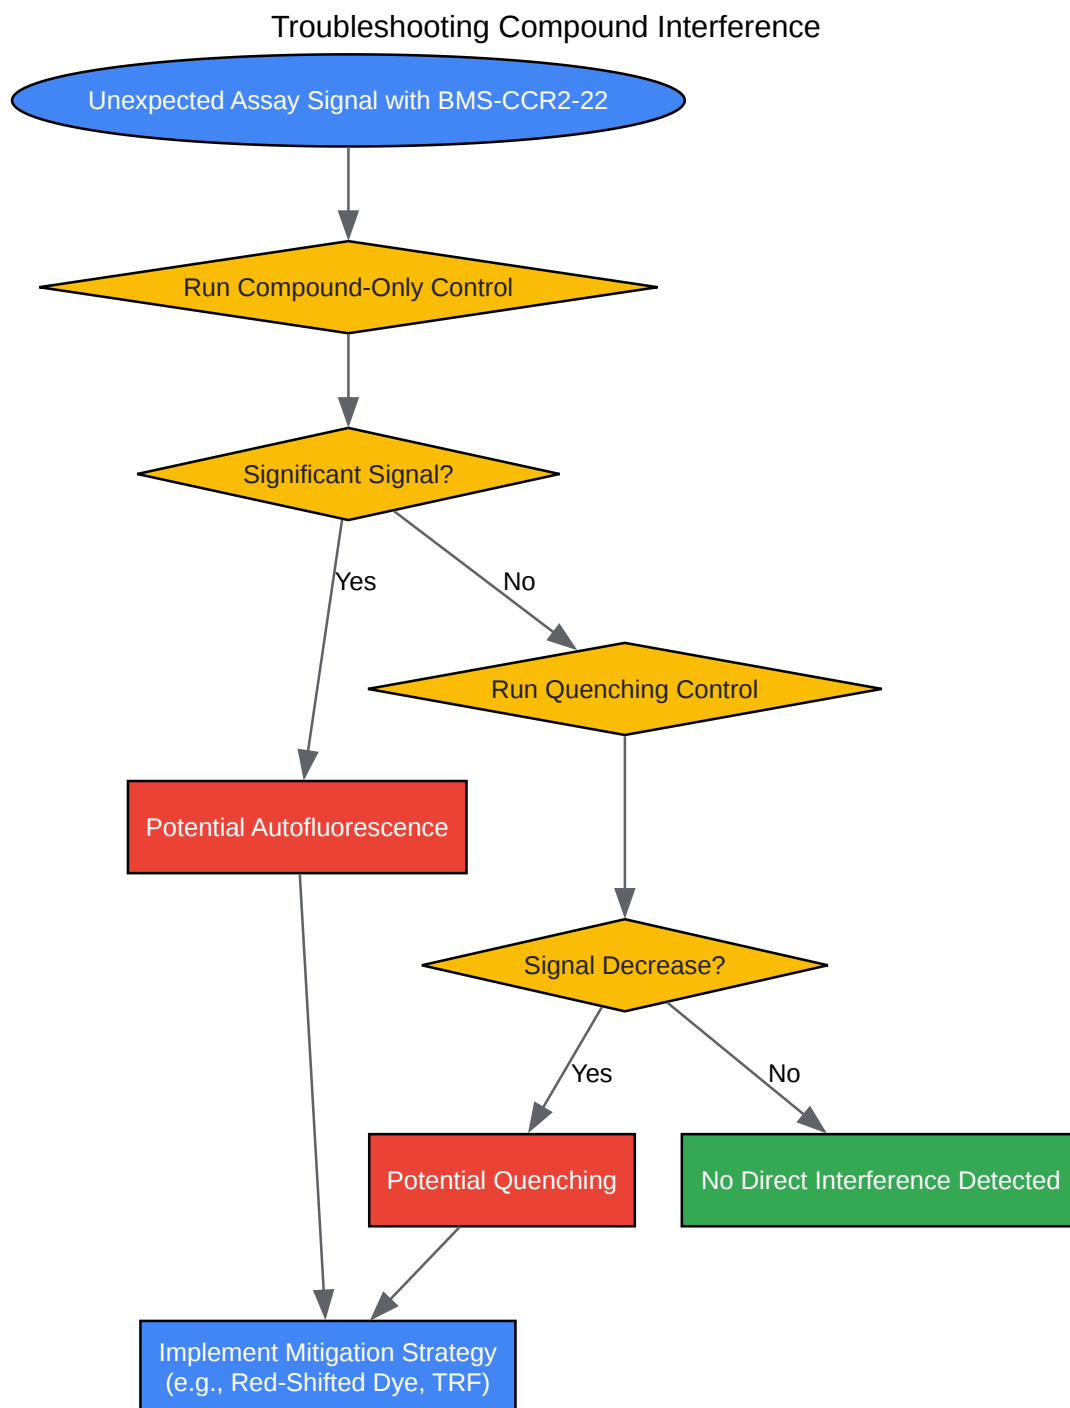 Troubleshooting Compound Interference
Unexpected Assay Signal with BMS-CCR2-22
Run Compound-Only Control
Significant Signal?
Yes
No
Run Quenching Control
Potential Autofluorescence
Signal Decrease?
Yes
No
Potential Quenching
No Direct Interference Detected
Implement Mitigation Strategy
(e.g., Red-Shifted Dye, TRF)